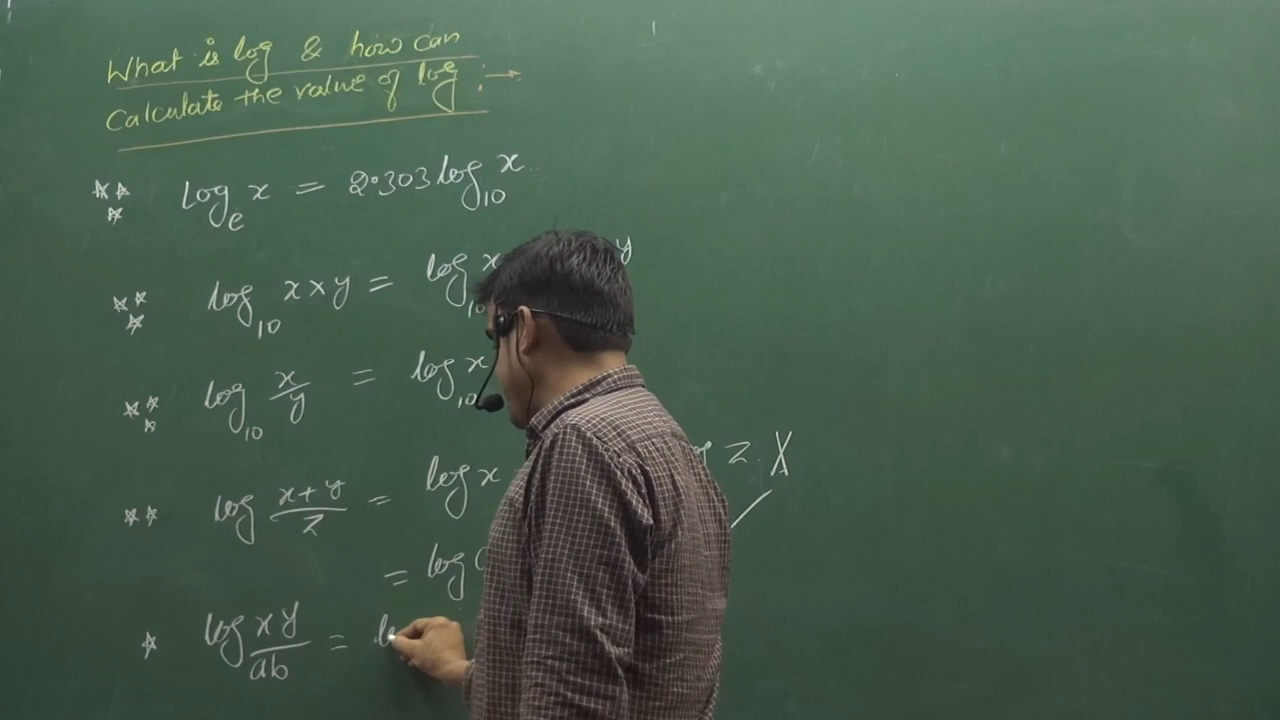 What is log & how can
Calculate the value of log :→
** * log_e x = 2.303 log_10 x
** * log_10 x × y = log_10 x y
** * log_10 x/y = log_10 x
** log (x+y)/z = log x z X
= log (
* log xy/ab =